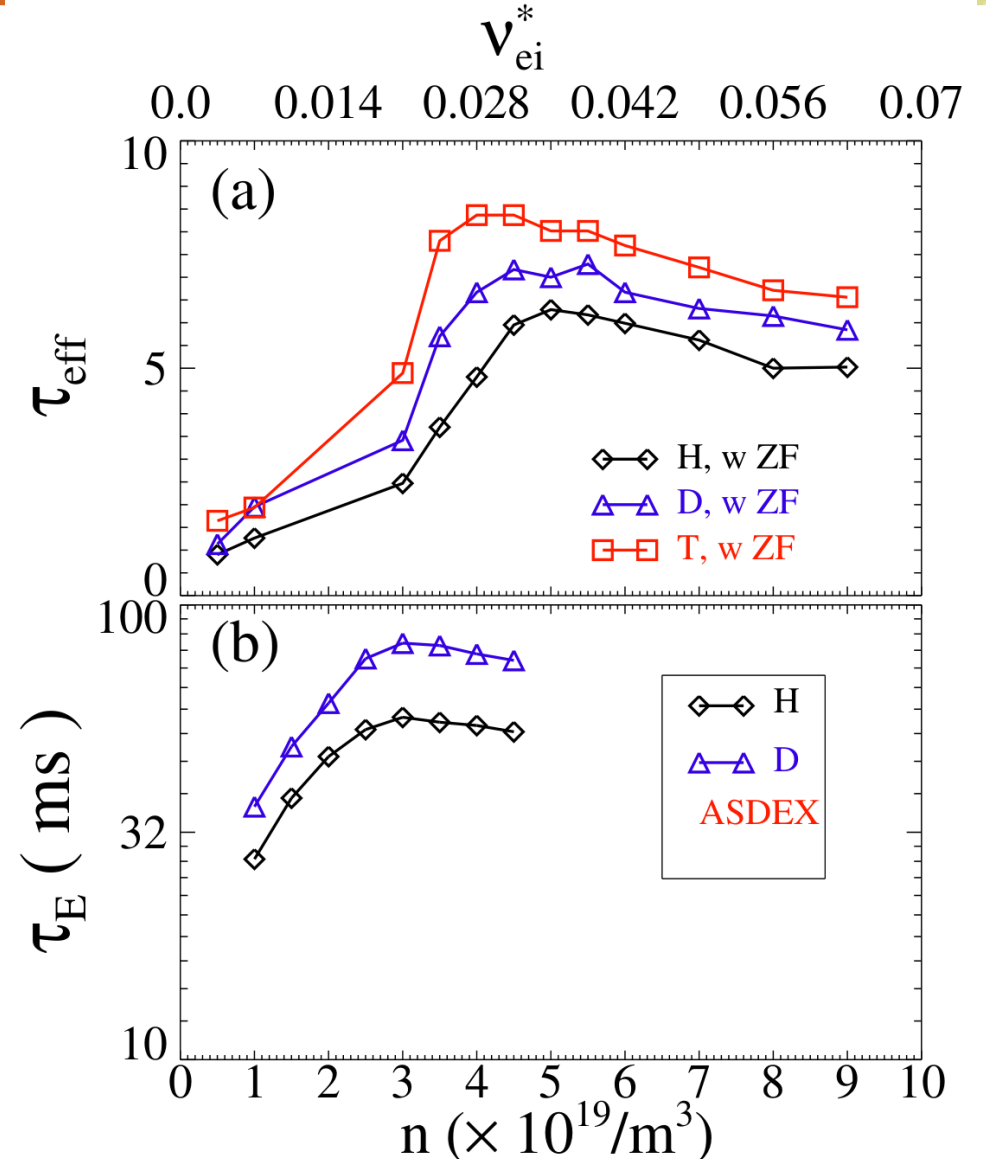 ν*ei
0.0 0.014 0.028 0.042 0.056 0.07
10
(a)
τeff
5
H, w ZF
D, w ZF
T, w ZF
0
100
(b)
H
D
τE ( ms )
ASDEX
32
10
0 1 2 3 4 5 6 7 8 9 10
n (× 10¹⁹/m³)